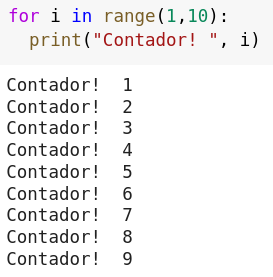 for i in range(1,10):
  print("Contador! ", i)
Contador!  1
Contador!  2
Contador!  3
Contador!  4
Contador!  5
Contador!  6
Contador!  7
Contador!  8
Contador!  9